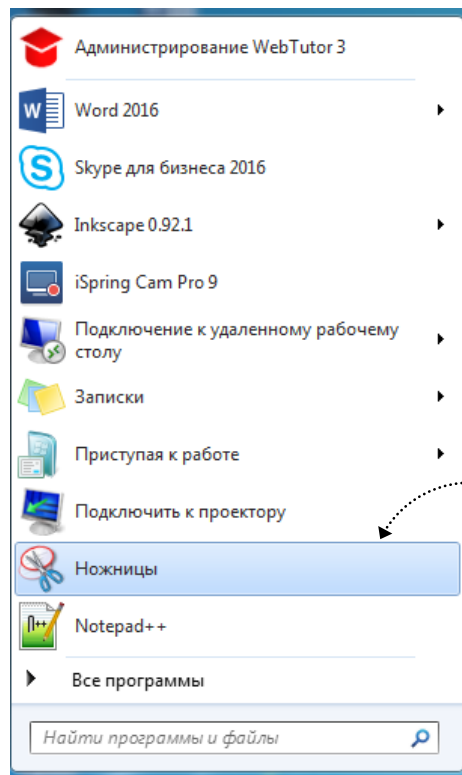 Администрирование WebTutor 3
Word 2016
Skype для бизнеса 2016
Inkscape 0.92.1
iSpring Cam Pro 9
Подключение к удаленному рабочему
столу
Записки
Приступая к работе
Подключить к проектору
Ножницы
Notepad++
Все программы
Найти программы и файлы